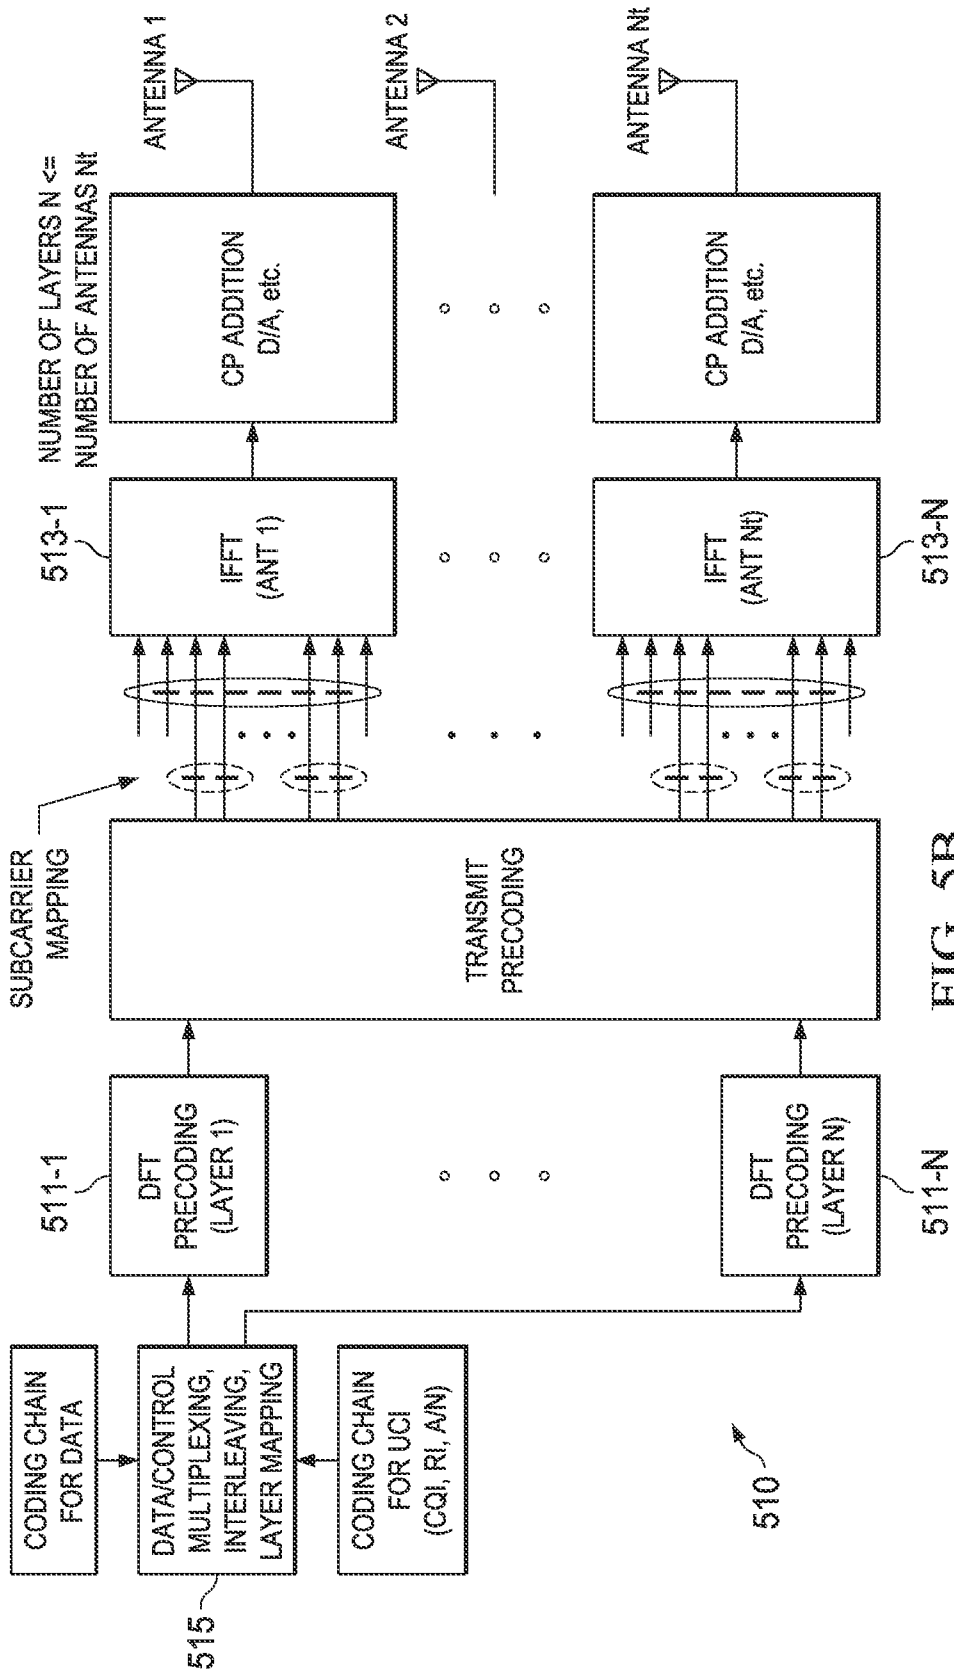 CODING CHAIN
FOR DATA
515
DATA/CONTROL
MULTIPLEXING,
INTERLEAVING,
LAYER MAPPING
CODING CHAIN
FOR UCI
(CQI, RI, A/N)
510
511-1
DFT
PRECODING
(LAYER 1)
DFT
PRECODING
(LAYER N)
511-N
SUBCARRIER
MAPPING
TRANSMIT
PRECODING
FIG. 5B
513-1
IFFT
(ANT 1)
IFFT
(ANT Nt)
513-N
NUMBER OF LAYERS N <=
NUMBER OF ANTENNAS Nt
CP ADDITION
D/A, etc.
CP ADDITION
D/A, etc.
ANTENNA 1
ANTENNA 2
ANTENNA Nt